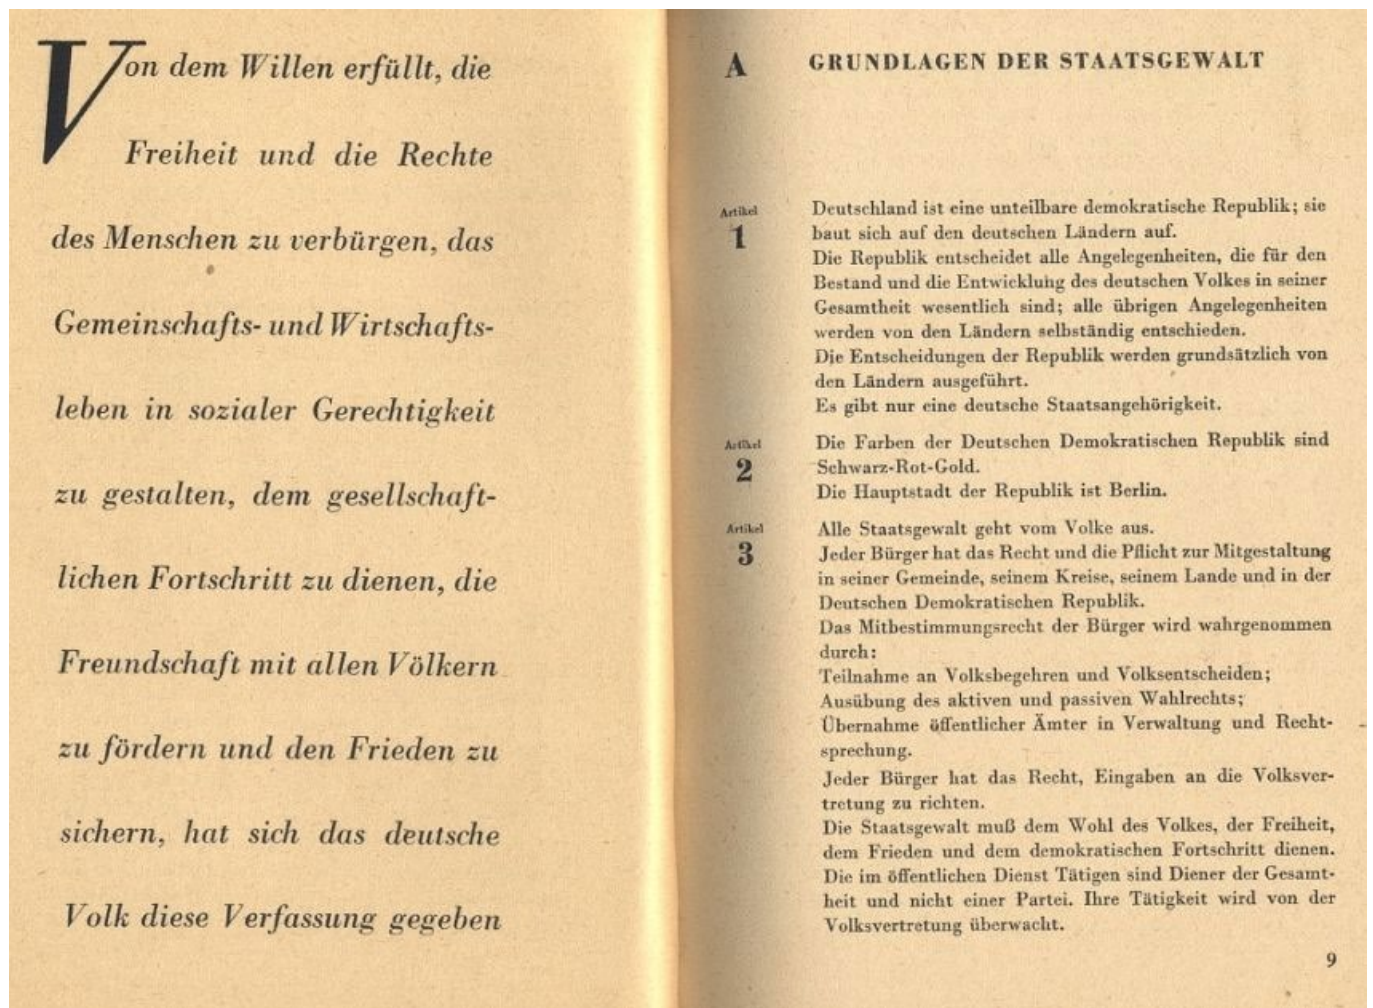 Von dem Willen erfüllt, die
Freiheit und die Rechte
des Menschen zu verbürgen, das
Gemeinschafts- und Wirtschafts-
leben in sozialer Gerechtigkeit
zu gestalten, dem gesellschaft-
lichen Fortschritt zu dienen, die
Freundschaft mit allen Völkern
zu fördern und den Frieden zu
sichern, hat sich das deutsche
Volk diese Verfassung gegeben
A GRUNDLAGEN DER STAATSGEWALT
Artikel
1
Deutschland ist eine unteilbare demokratische Republik; sie
baut sich auf den deutschen Ländern auf.
Die Republik entscheidet alle Angelegenheiten, die für den
Bestand und die Entwicklung des deutschen Volkes in seiner
Gesamtheit wesentlich sind; alle übrigen Angelegenheiten
werden von den Ländern selbständig entschieden.
Die Entscheidungen der Republik werden grundsätzlich von
den Ländern ausgeführt.
Es gibt nur eine deutsche Staatsangehörigkeit.
Artikel
2
Die Farben der Deutschen Demokratischen Republik sind
Schwarz-Rot-Gold.
Die Hauptstadt der Republik ist Berlin.
Artikel
3
Alle Staatsgewalt geht vom Volke aus.
Jeder Bürger hat das Recht und die Pflicht zur Mitgestaltung
in seiner Gemeinde, seinem Kreise, seinem Lande und in der
Deutschen Demokratischen Republik.
Das Mitbestimmungsrecht der Bürger wird wahrgenommen
durch:
Teilnahme an Volksbegehren und Volksentscheiden;
Ausübung des aktiven und passiven Wahlrechts;
Übernahme öffentlicher Ämter in Verwaltung und Recht-
sprechung.
Jeder Bürger hat das Recht, Eingaben an die Volksver-
tretung zu richten.
Die Staatsgewalt muß dem Wohl des Volkes, der Freiheit,
dem Frieden und dem demokratischen Fortschritt dienen.
Die im öffentlichen Dienst Tätigen sind Diener der Gesamt-
heit und nicht einer Partei. Ihre Tätigkeit wird von der
Volksvertretung überwacht.
9